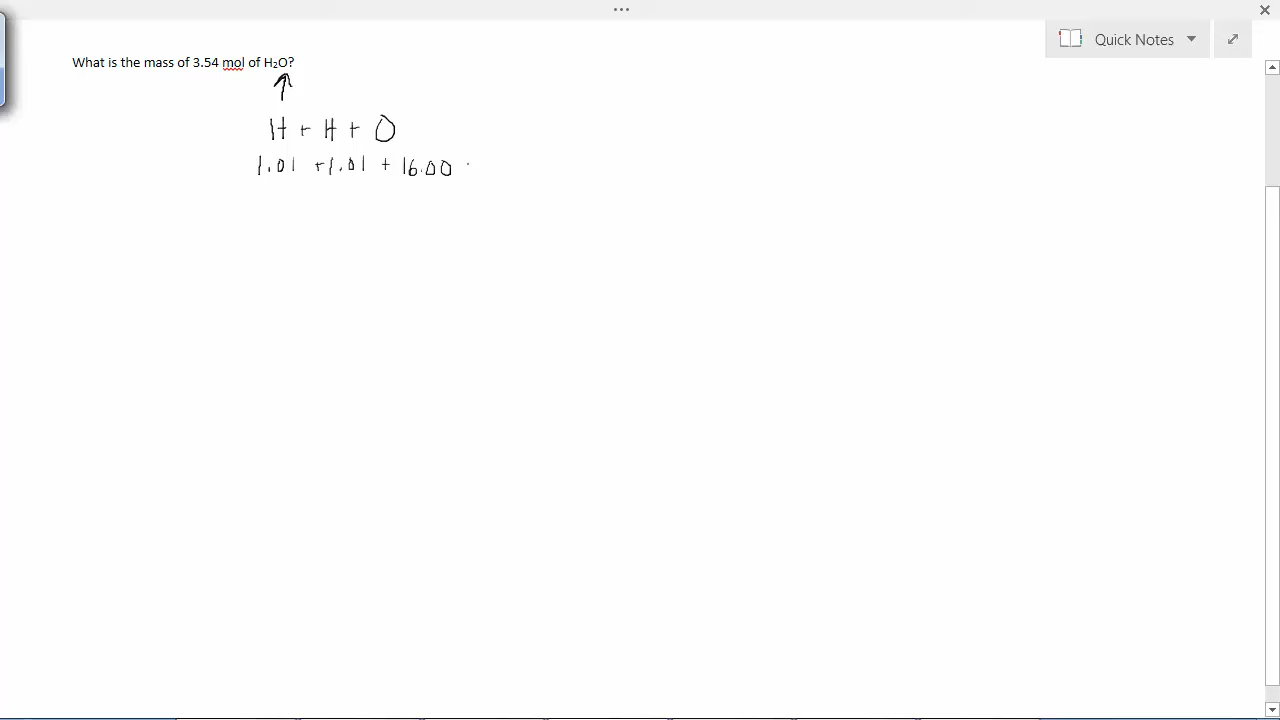 Quick Notes
What is the mass of 3.54 mol of H₂O?
H + H + O
1.01 + 1.01 + 16.00